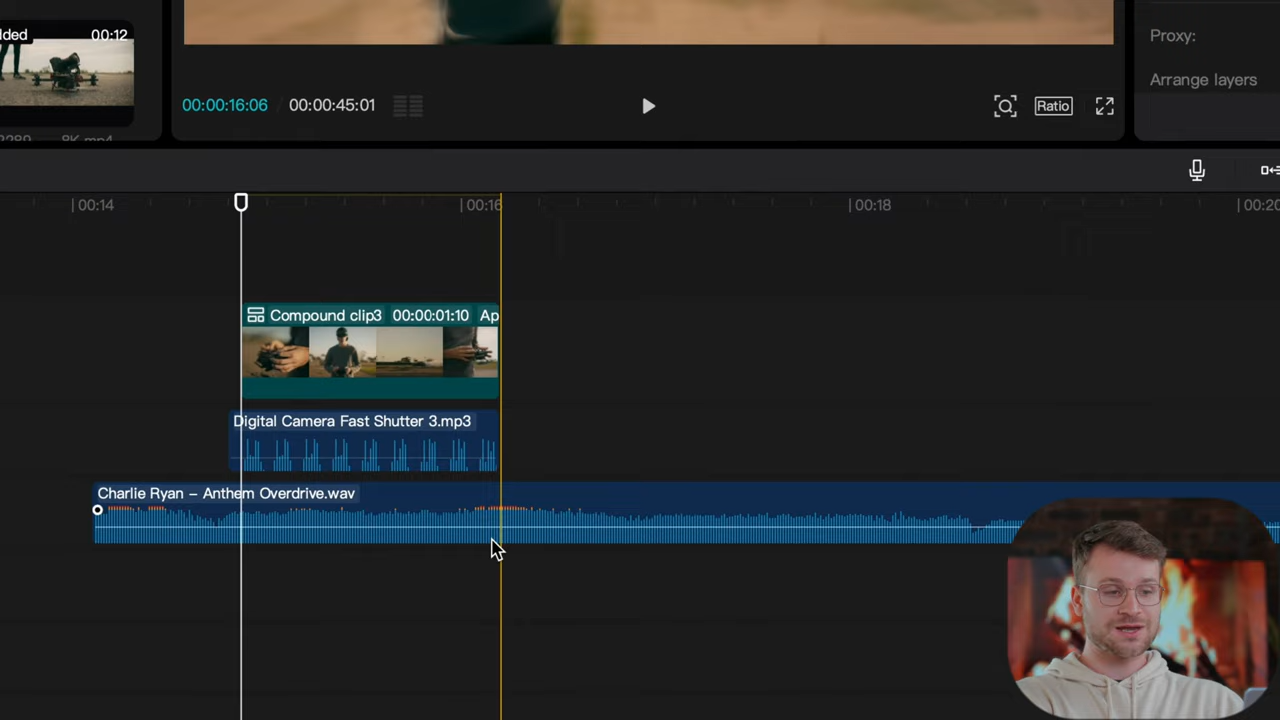 lded 00:12
Proxy:
Arrange layers
00:00:16:06 00:00:45:01
Ratio
00:14 00:16 00:18 00:20
Compound clip3 00:00:01:10 Ap
Digital Camera Fast Shutter 3.mp3
Charlie Ryan – Anthem Overdrive.wav